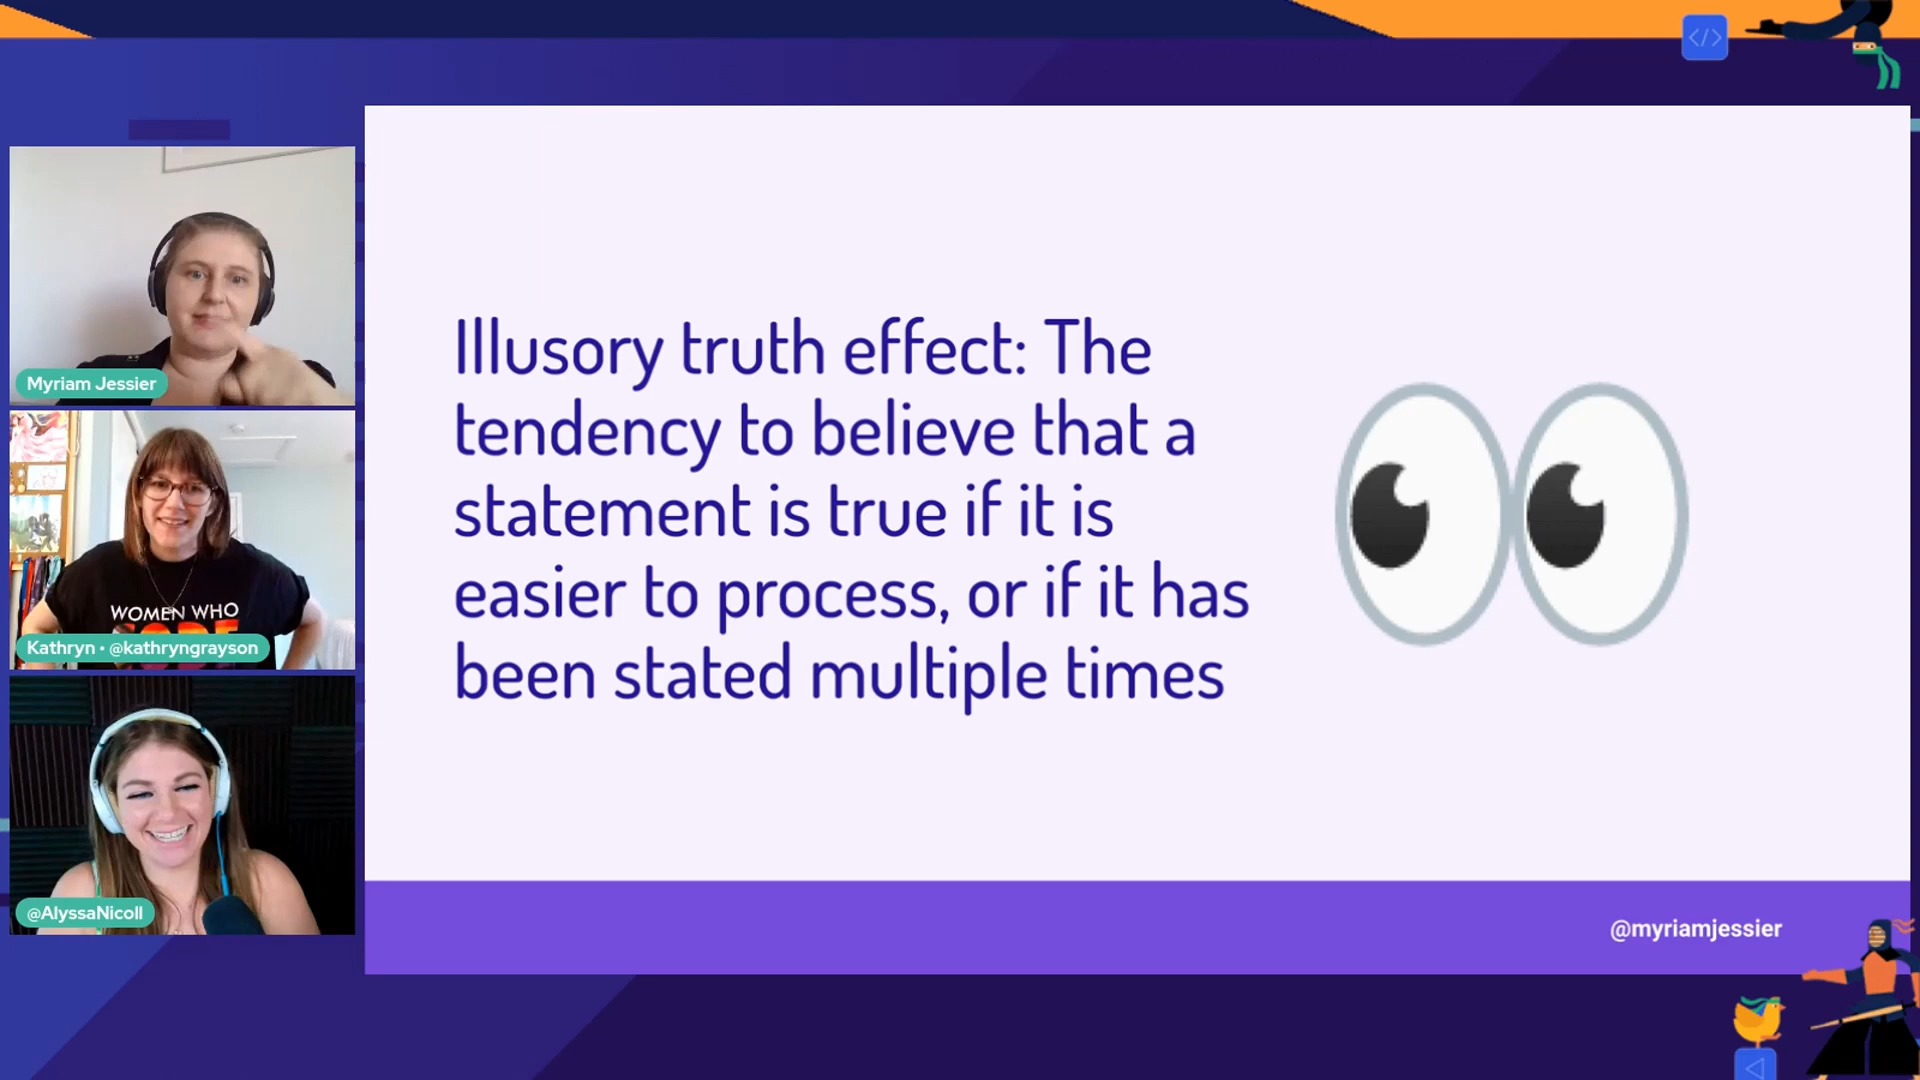 Myriam Jessier
WOMEN WHO
CODE
Kathryn • @kathryngrayson
@AlyssaNicoll
Illusory truth effect: The
tendency to believe that a
statement is true if it is
easier to process, or if it has
been stated multiple times
@myriamjessier